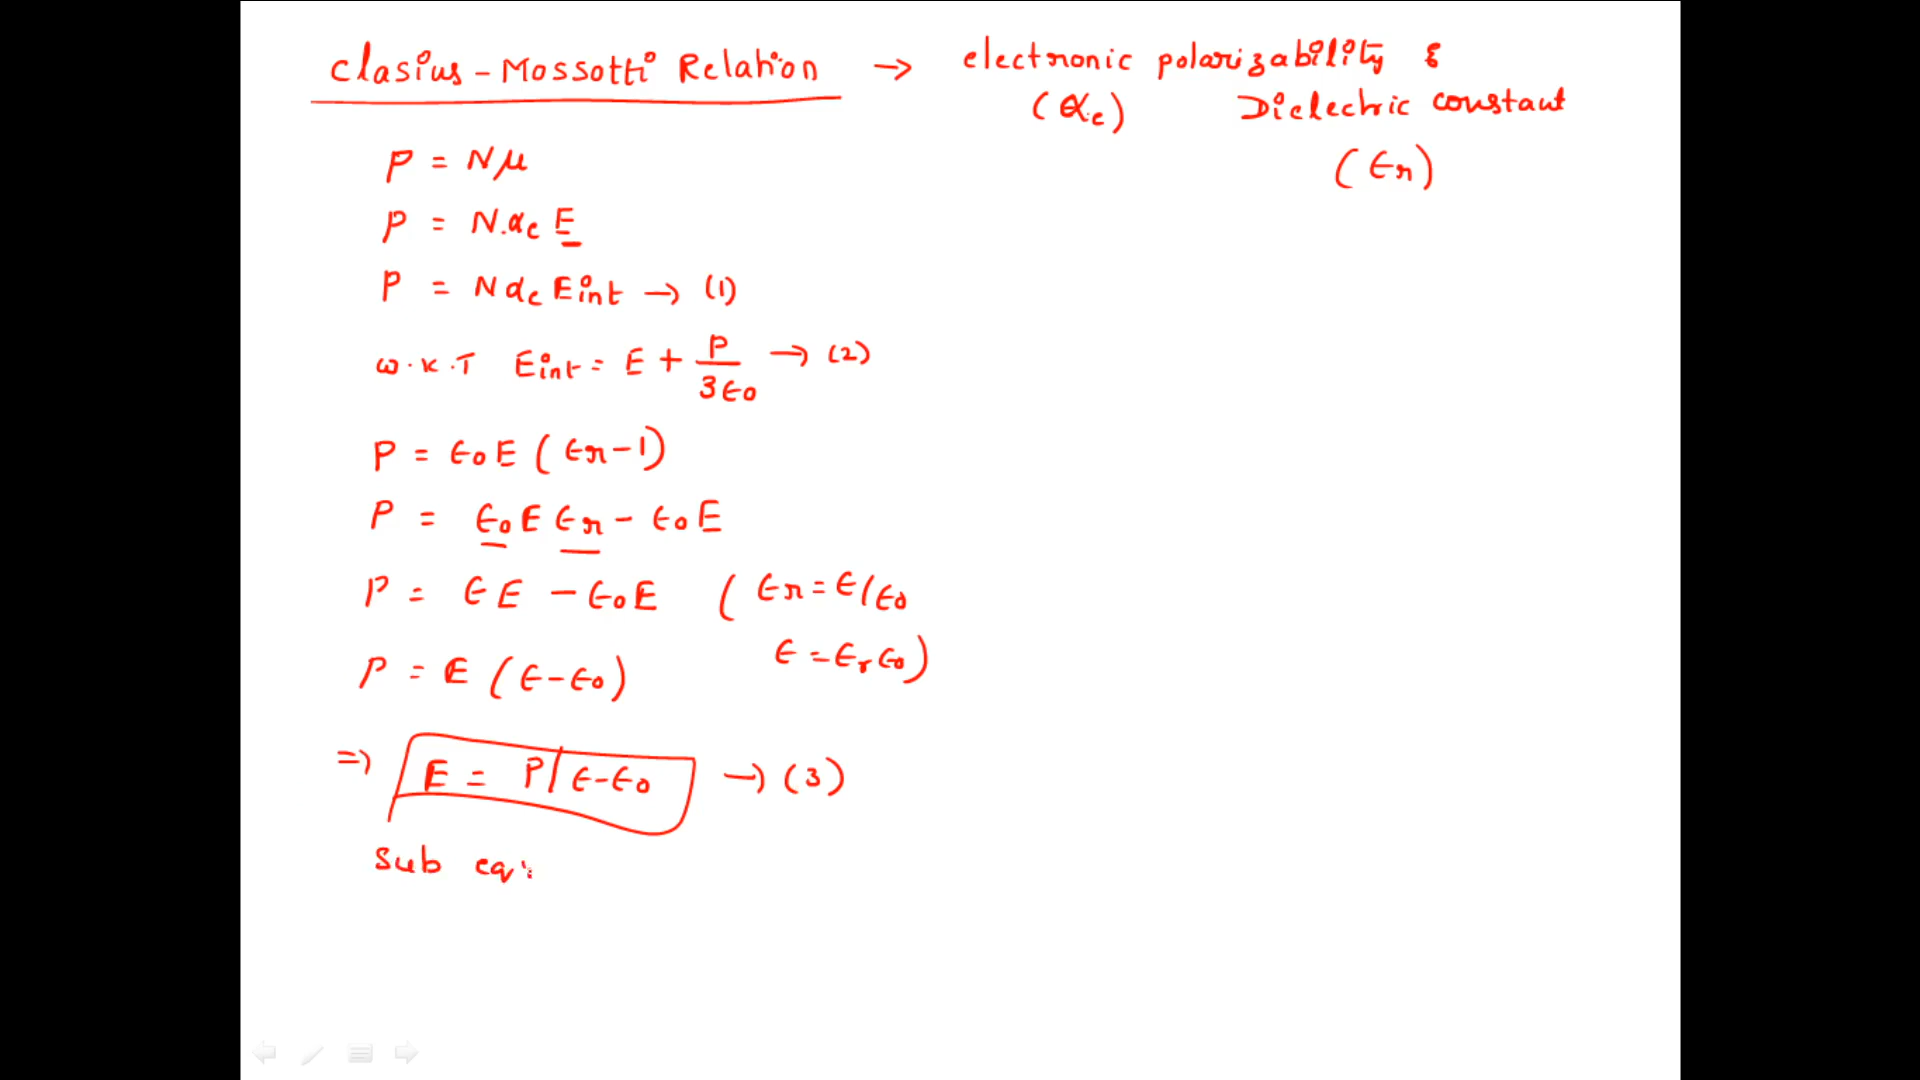 Clasius - Mossotti Relation → electronic polarizability &
(αe) Dielectric constant
(ϵr)
P = Nμ
P = N.αe E
P = Nαe Eint → (1)
w.k.T Eint = E + P/3ϵ0 → (2)
P = ϵ0E (ϵr-1)
P = ϵ0E ϵr - ϵ0E
P = ϵE - ϵ0E (ϵr = ϵ/ϵ0
ϵ = ϵrϵ0)
P = E (ϵ-ϵ0)
=> E = P/ϵ-ϵ0 → (3)
Sub eq